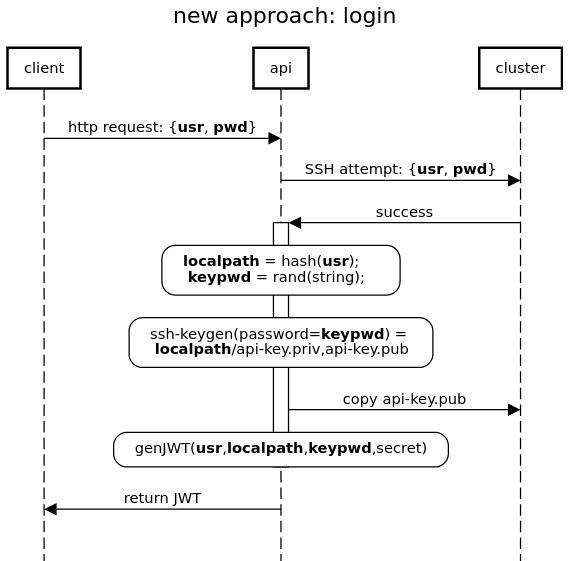 new approach: login
client
api
cluster
http request: {usr, pwd}
SSH attempt: {usr, pwd}
success
localpath = hash(usr);
keypwd = rand(string);
ssh-keygen(password=keypwd) =
localpath/api-key.priv,api-key.pub
copy api-key.pub
genJWT(usr,localpath,keypwd,secret)
return JWT